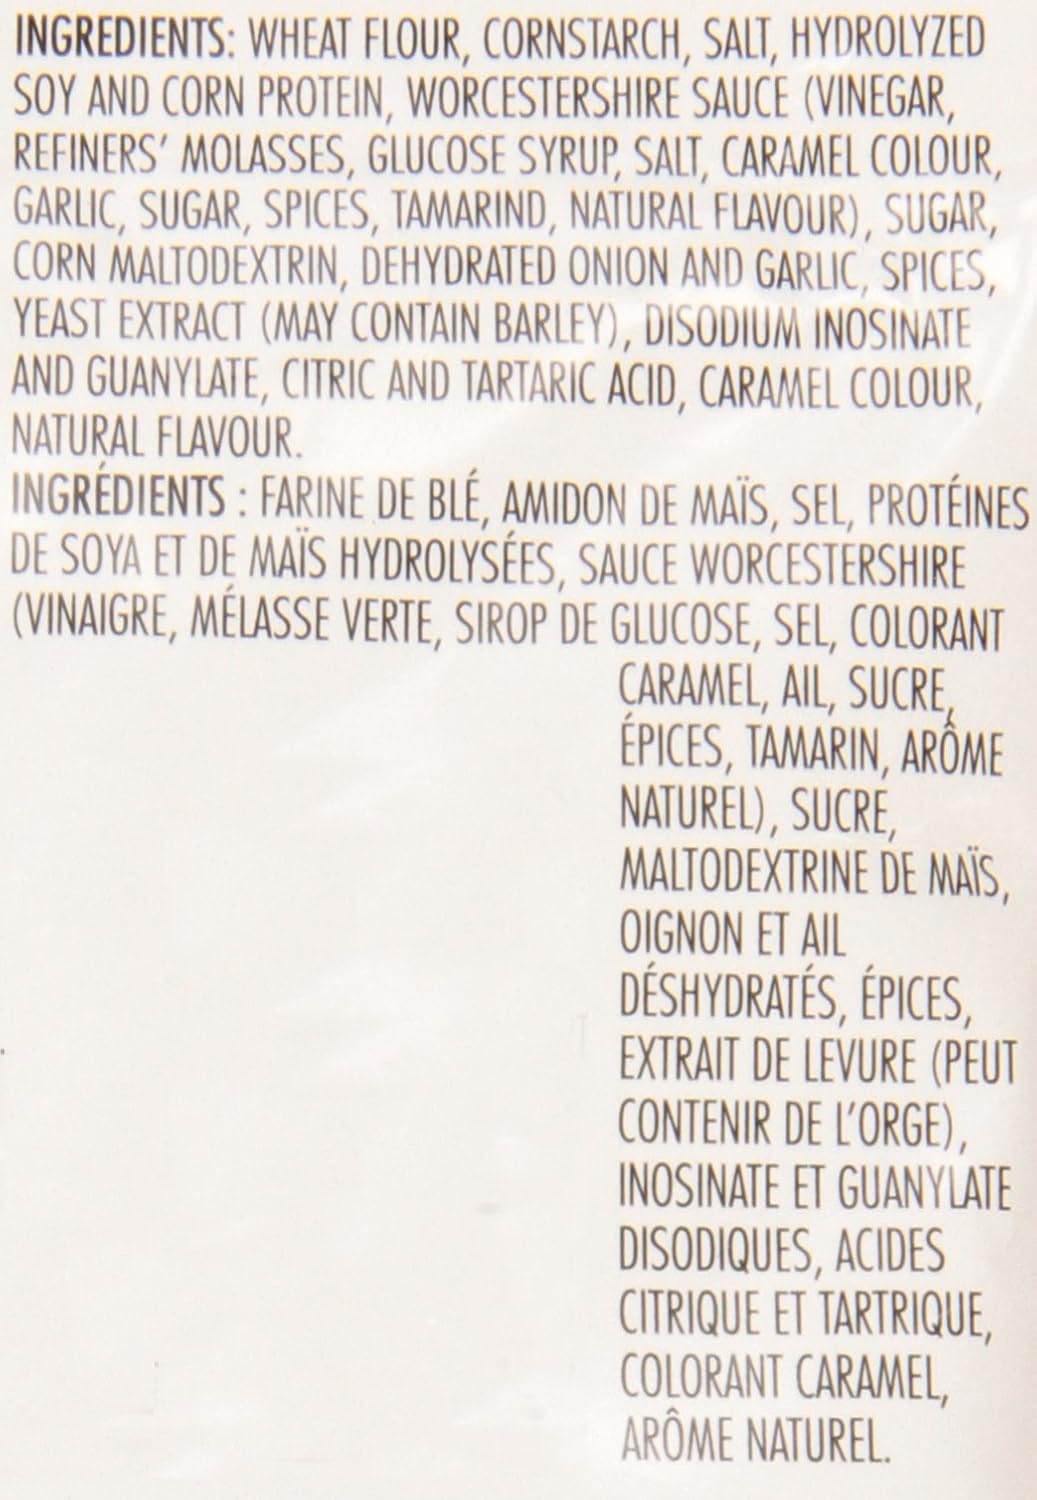 INGREDIENTS: WHEAT FLOUR, CORNSTARCH, SALT, HYDROLYZED
SOY AND CORN PROTEIN, WORCESTERSHIRE SAUCE (VINEGAR,
REFINERS' MOLASSES, GLUCOSE SYRUP, SALT, CARAMEL COLOUR,
GARLIC, SUGAR, SPICES, TAMARIND, NATURAL FLAVOUR), SUGAR,
CORN MALTODEXTRIN, DEHYDRATED ONION AND GARLIC, SPICES,
YEAST EXTRACT (MAY CONTAIN BARLEY), DISODIUM INOSINATE
AND GUANYLATE, CITRIC AND TARTARIC ACID, CARAMEL COLOUR,
NATURAL FLAVOUR.
INGRÉDIENTS : FARINE DE BLÉ, AMIDON DE MAÏS, SEL, PROTÉINES
DE SOYA ET DE MAÏS HYDROLYSÉES, SAUCE WORCESTERSHIRE
(VINAIGRE, MÉLASSE VERTE, SIROP DE GLUCOSE, SEL, COLORANT
CARAMEL, AIL, SUCRE,
ÉPICES, TAMARIN, ARÔME
NATUREL), SUCRE,
MALTODEXTRINE DE MAÏS,
OIGNON ET AIL
DÉSHYDRATÉS, ÉPICES,
EXTRAIT DE LEVURE (PEUT
CONTENIR DE L'ORGE),
INOSINATE ET GUANYLATE
DISODIQUES, ACIDES
CITRIQUE ET TARTRIQUE,
COLORANT CARAMEL,
ARÔME NATUREL.